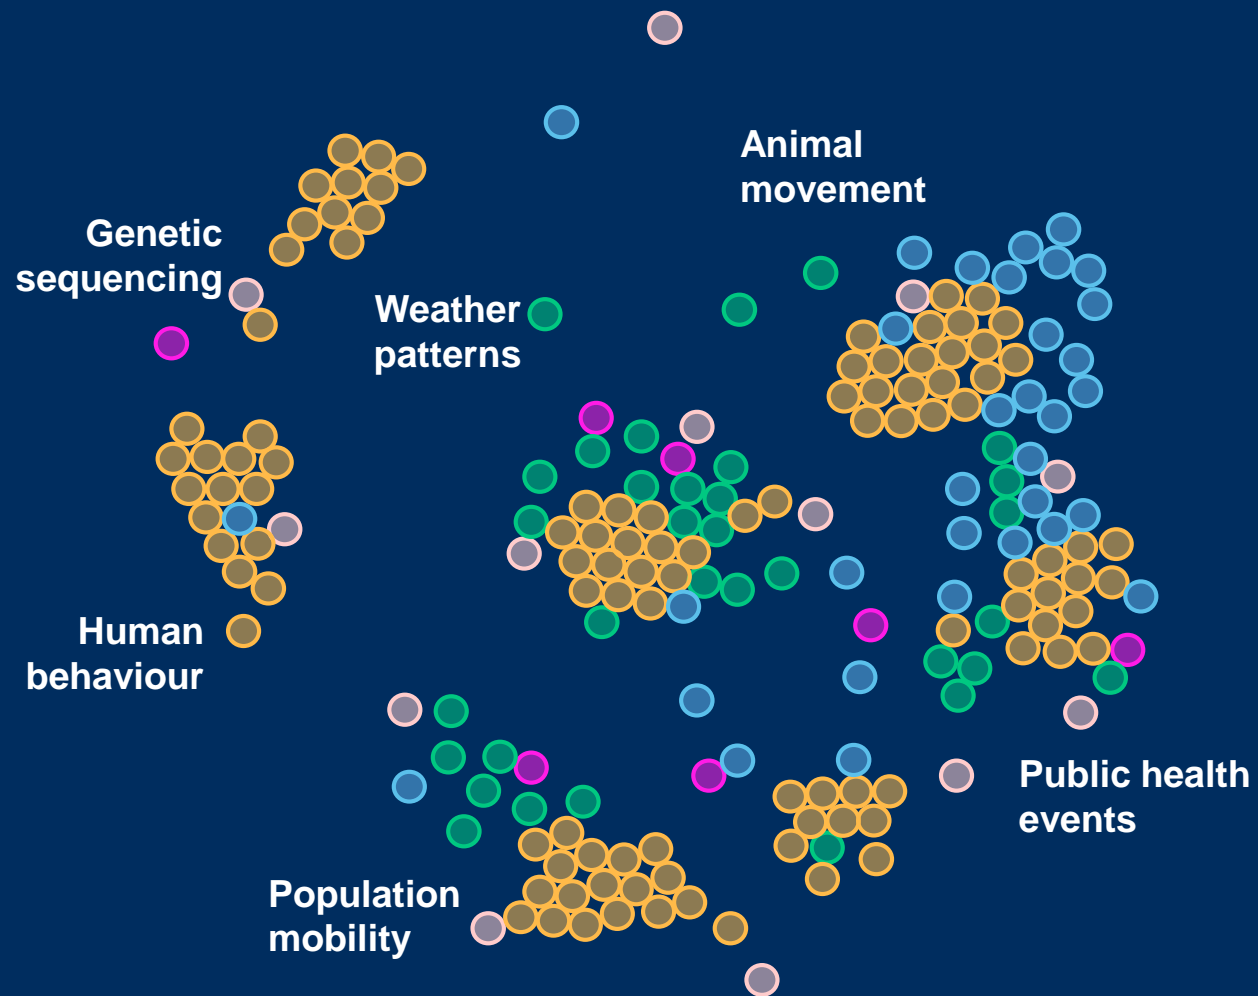 Animal
movement
Genetic
sequencing
Weather
patterns
Human
behaviour
Public health
events
Population
mobility